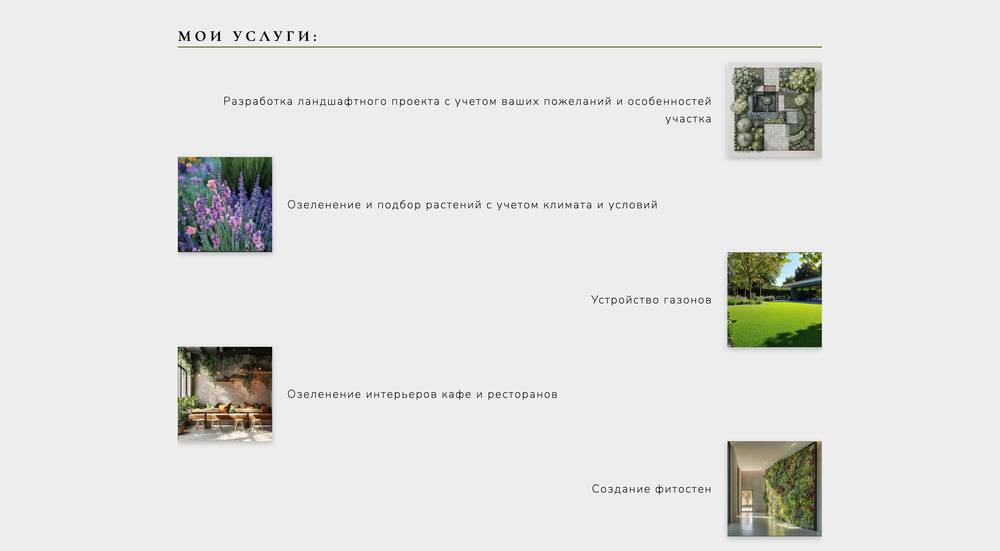 МОИ УСЛУГИ:
Разработка ландшафтного проекта с учетом ваших пожеланий и особенностей
участка
Озеленение и подбор растений с учетом климата и условий
Устройство газонов
Озеленение интерьеров кафе и ресторанов
Создание фитостен